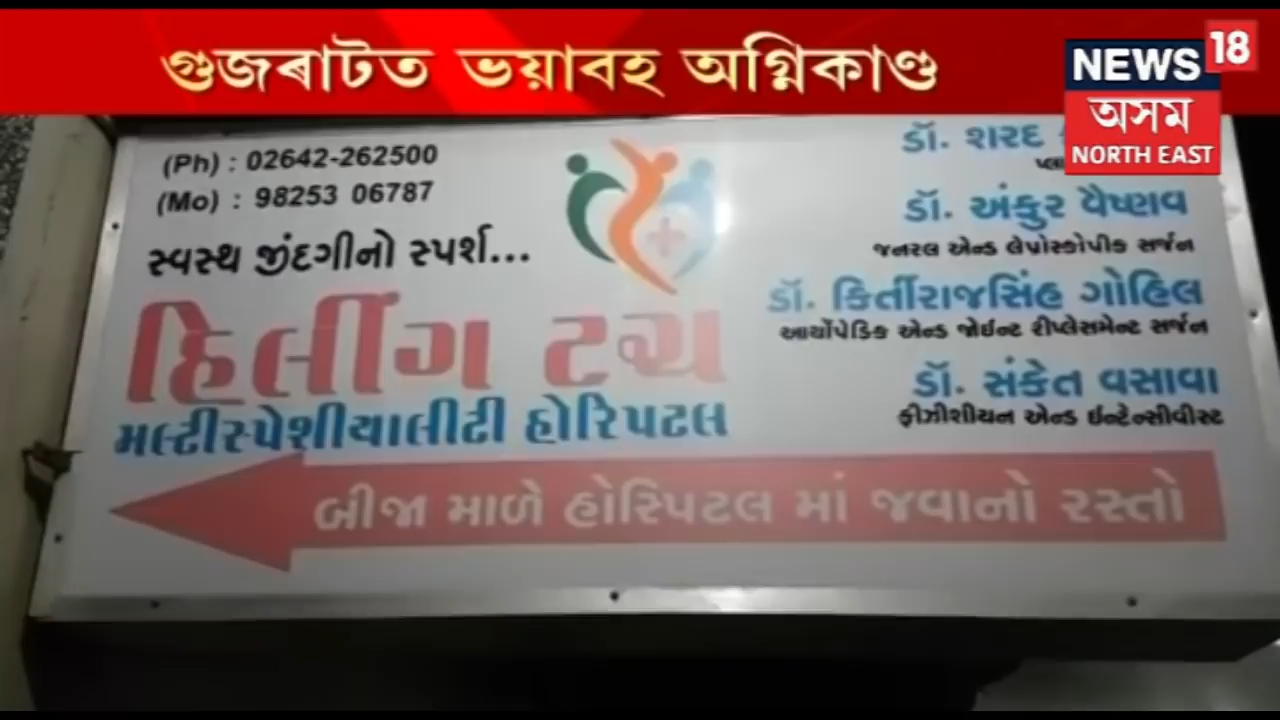 গুজৰাটত ভয়াবহ অগ্নিকাণ্ড
NEWS 18
অসম
NORTH EAST
(Ph) : 02642-262500
(Mo) : 98253 06787
સ્વસ્થ જીંદગીનો સ્પર્શ...
હિલીંગ ટચ
મલ્ટીસ્પેશીયાલીટી હોસ્પિટલ
ડૉ. શરદ
ડૉ. અંકુર વૈષ્ણવ
જનરલ એન્ડ લેપ્રોસ્કોપીક સર્જન
ડૉ. કિર્તીરાજસિંહ ગોહિલ
આર્થોપેડિક એન્ડ જોઈન્ટ રીપ્લેસમેન્ટ સર્જન
ડૉ. સંકેત વસાવા
ફીઝીશીયન એન્ડ ઇન્ટેન્સીવીસ્ટ
બીજા માળે હોસ્પિટલ માં જવાનો રસ્તો